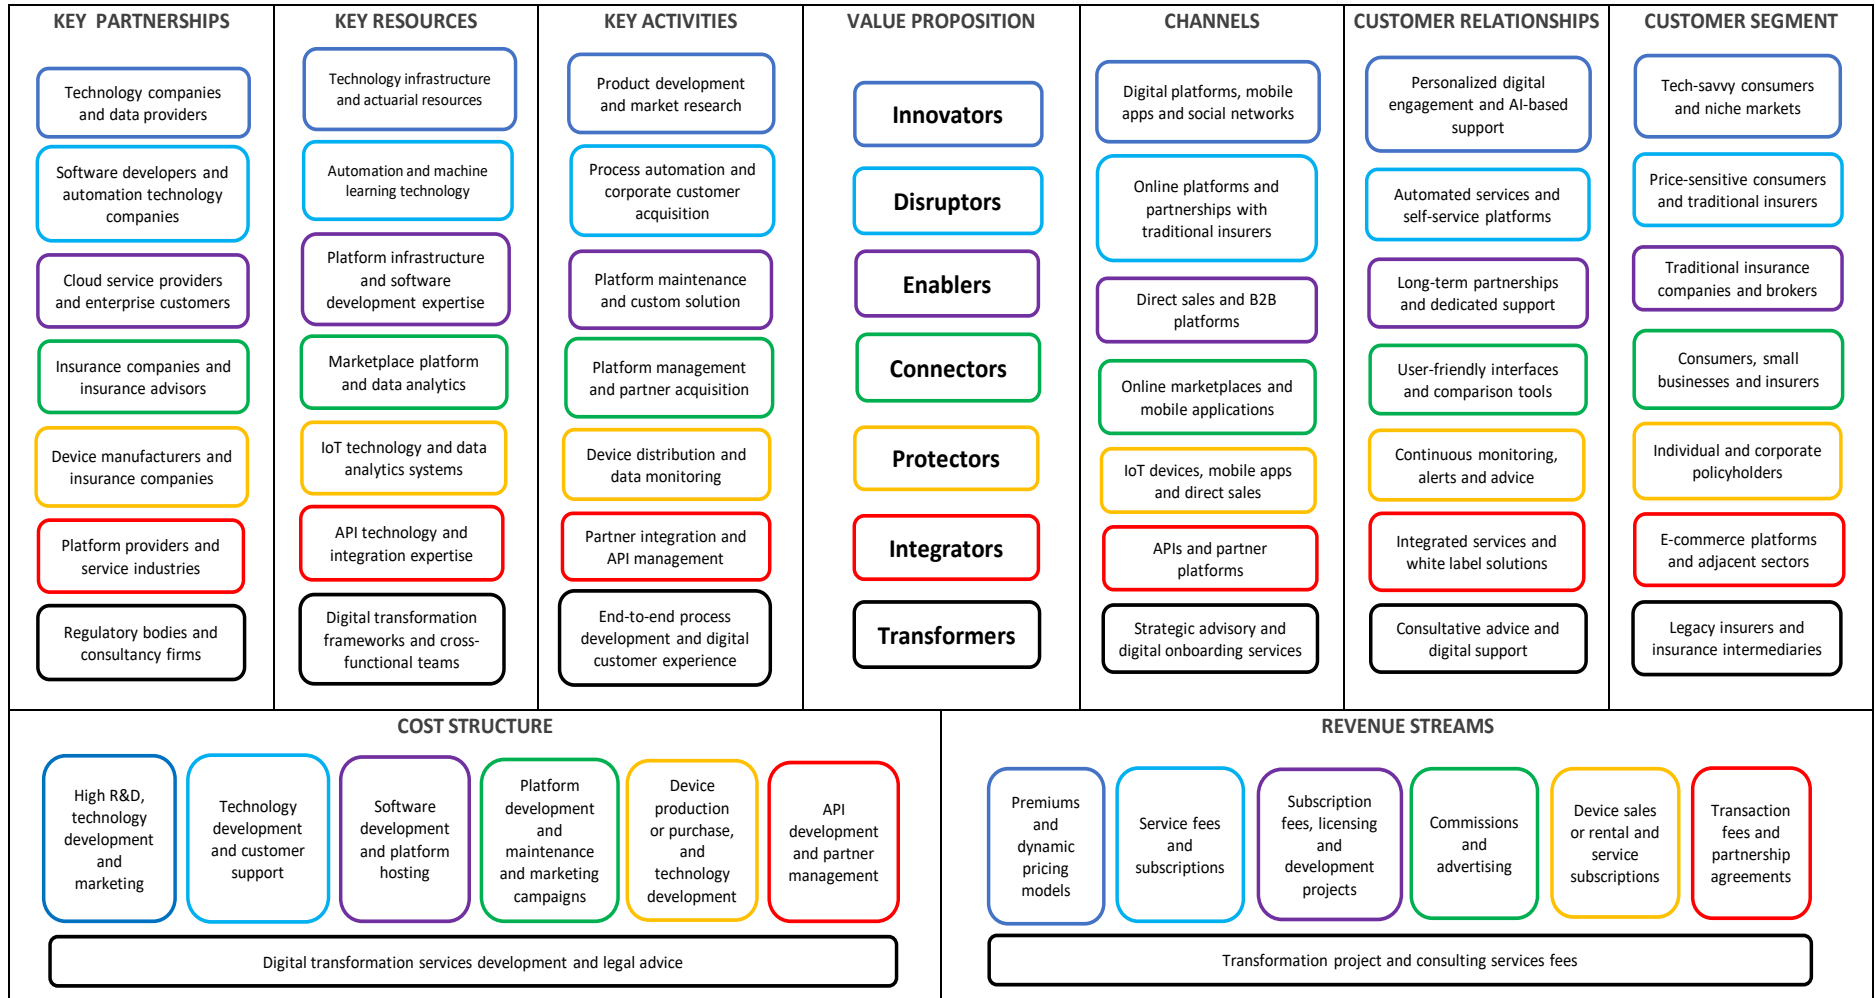 KEY PARTNERSHIPS
Technology companies
and data providers
Software developers and
automation technology
companies
Cloud service providers
and enterprise customers
Insurance companies and
insurance advisors
Device manufacturers and
insurance companies
Platform providers and
service industries
Regulatory bodies and
consultancy firms
KEY RESOURCES
Technology infrastructure
and actuarial resources
Automation and machine
learning technology
Platform infrastructure
and software
development expertise
Marketplace platform
and data analytics
IoT technology and data
analytics systems
API technology and
integration expertise
Digital transformation
frameworks and cross-
functional teams
KEY ACTIVITIES
Product development
and market research
Process automation and
corporate customer
acquisition
Platform maintenance
and custom solution
Platform management
and partner acquisition
Device distribution and
data monitoring
Partner integration and
API management
End-to-end process
development and digital
customer experience
VALUE PROPOSITION
Innovators
Disruptors
Enablers
Connectors
Protectors
Integrators
Transformers
CHANNELS
Digital platforms, mobile
apps and social networks
Online platforms and
partnerships with
traditional insurers
Direct sales and B2B
platforms
Online marketplaces and
mobile applications
IoT devices, mobile apps
and direct sales
APIs and partner
platforms
Strategic advisory and
digital onboarding services
CUSTOMER RELATIONSHIPS
Personalized digital
engagement and AI-based
support
Automated services and
self-service platforms
Long-term partnerships
and dedicated support
User-friendly interfaces
and comparison tools
Continuous monitoring,
alerts and advice
Integrated services and
white label solutions
Consultative advice and
digital support
CUSTOMER SEGMENT
Tech-savvy consumers
and niche markets
Price-sensitive consumers
and traditional insurers
Traditional insurance
companies and brokers
Consumers, small
businesses and insurers
Individual and corporate
policyholders
E-commerce platforms
and adjacent sectors
Legacy insurers and
insurance intermediaries
COST STRUCTURE
High R&D,
technology
development
and
marketing
Technology
development
and customer
support
Software
development
and platform
hosting
Platform
development
and
maintenance
and marketing
campaigns
Device
production
or purchase,
and
technology
development
API
development
and partner
management
Digital transformation services development and legal advice
REVENUE STREAMS
Premiums
and
dynamic
pricing
models
Service fees
and
subscriptions
Subscription
fees, licensing
and
development
projects
Commissions
and
advertising
Device sales
or rental and
service
subscriptions
Transaction
fees and
partnership
agreements
Transformation project and consulting services fees